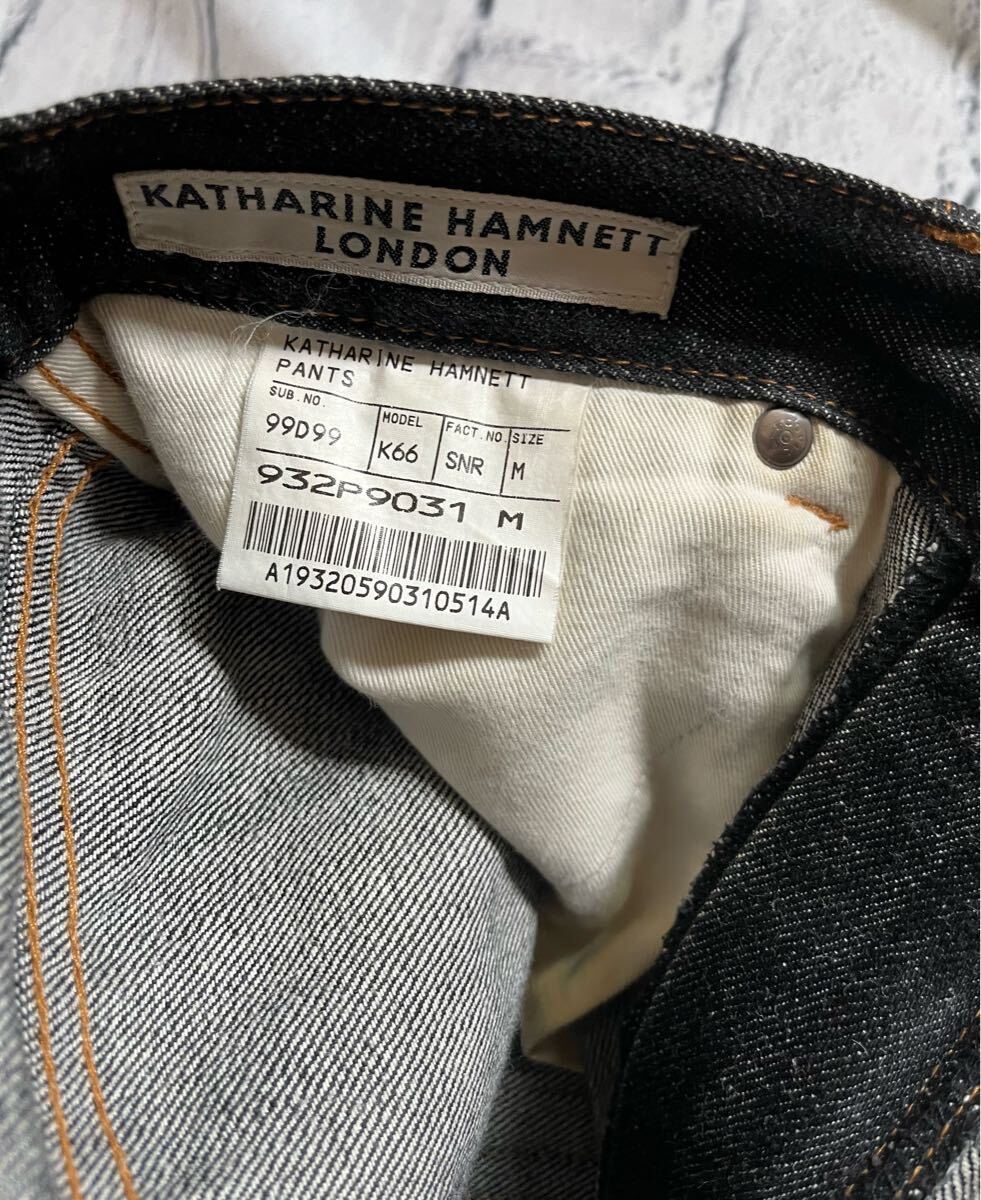 KATHARINE HAMNETT
LONDON
KATHARINE HAMNETT
PANTS
SUB.NO. MODEL FACT.NO. SIZE
99D99 K66 SNR M
932P9031 M
A19320590310514A